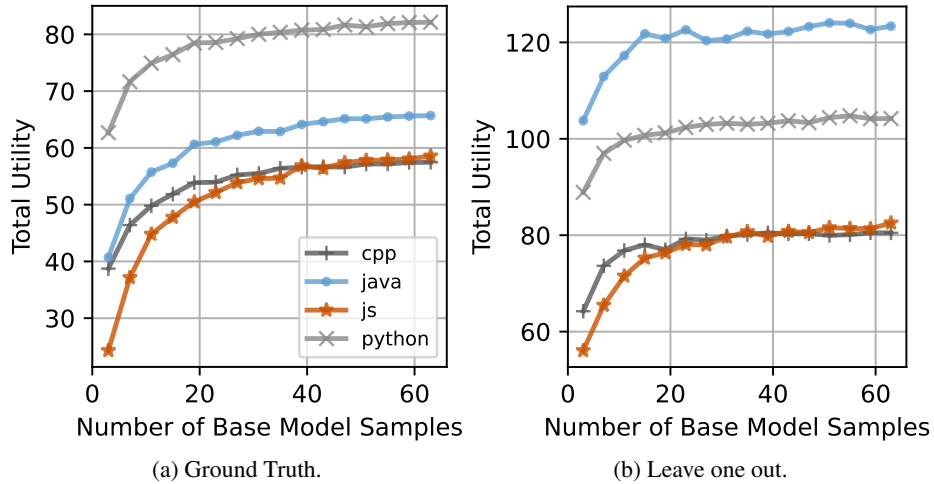 80
70
60
50
40
30
Total Utility
cpp
java
js
python
0
20
40
60
Number of Base Model Samples
(a) Ground Truth.
120
100
80
60
Total Utility
0
20
40
60
Number of Base Model Samples
(b) Leave one out.